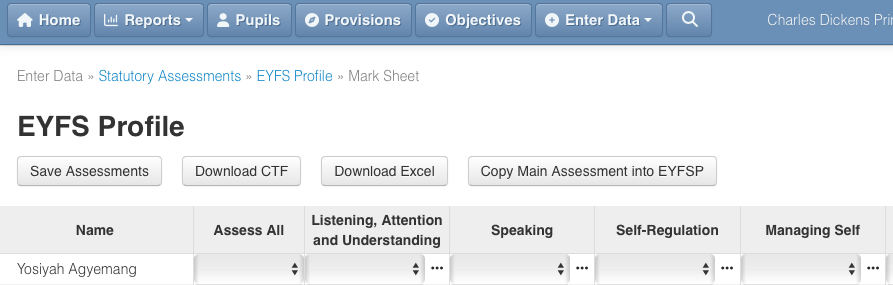 Home Reports Pupils Provisions Objectives Enter Data Charles Dickens Pri
Enter Data » Statutory Assessments » EYFS Profile » Mark Sheet
EYFS Profile
Save Assessments Download CTF Download Excel Copy Main Assessment into EYFSP
Name Assess All Listening, Attention and Understanding Speaking Self-Regulation Managing Self
Yosiyah Agyemang